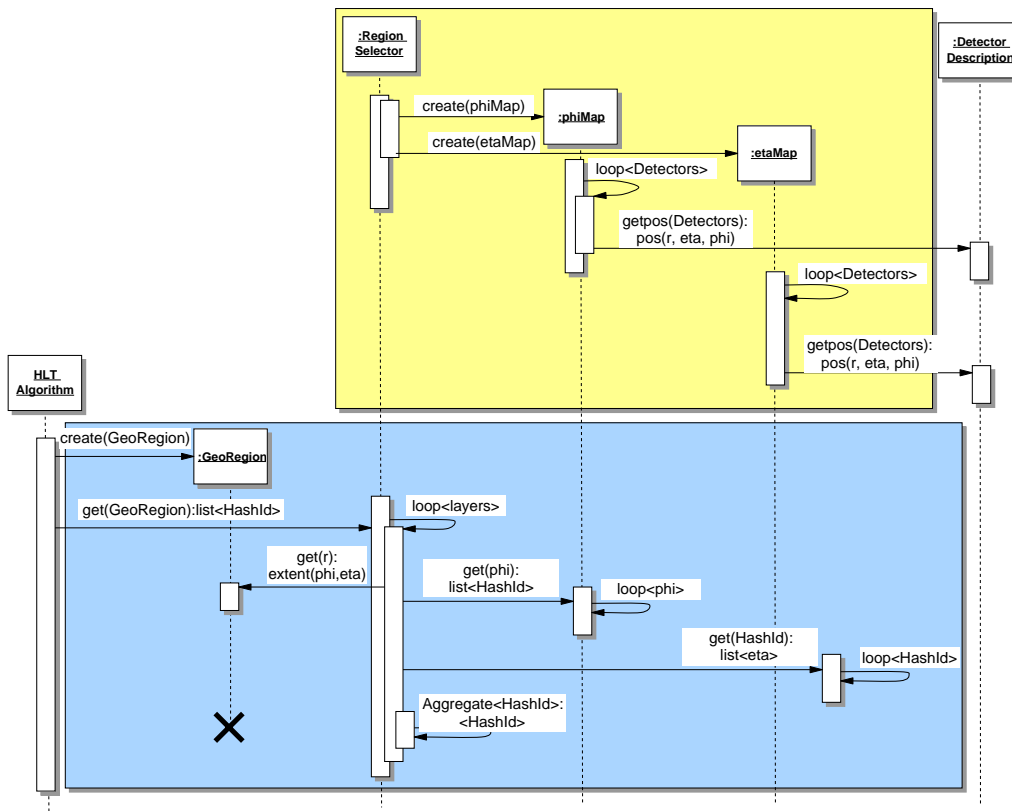 :Region
Selector
:Detector
Description
create(phiMap)
:phiMap
create(etaMap)
:etaMap
loop<Detectors>
getpos(Detectors):
pos(r, eta, phi)
loop<Detectors>
getpos(Detectors):
pos(r, eta, phi)
HLT
Algorithm
create(GeoRegion)
:GeoRegion
get(GeoRegion):list<HashId>
loop<layers>
get(r):
extent(phi,eta)
get(phi):
list<HashId>
loop<phi>
get(HashId):
list<eta>
loop<HashId>
Aggregate<HashId>:
<HashId>